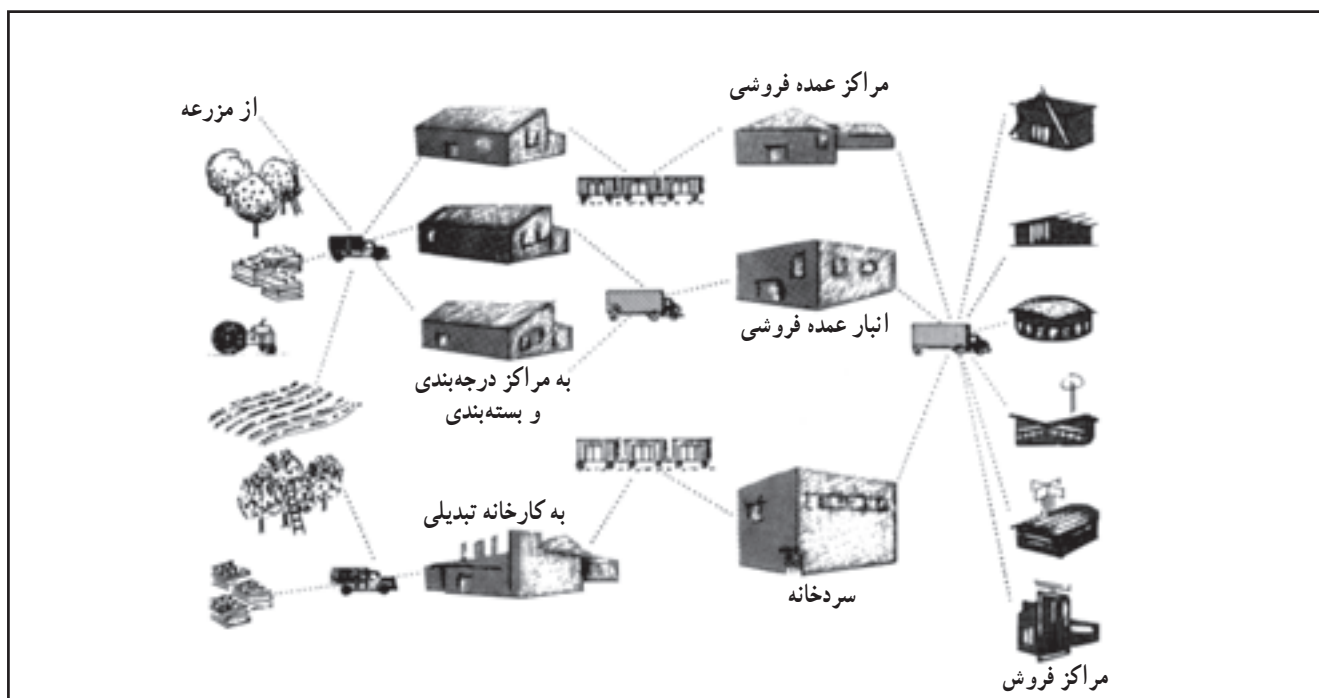 مراکز عمده فروشی
از مزرعه
انبار عمده فروشی
به مراکز درجه‌بندی
و بسته‌بندی
به کارخانه تبدیلی
سردخانه
مراکز فروش